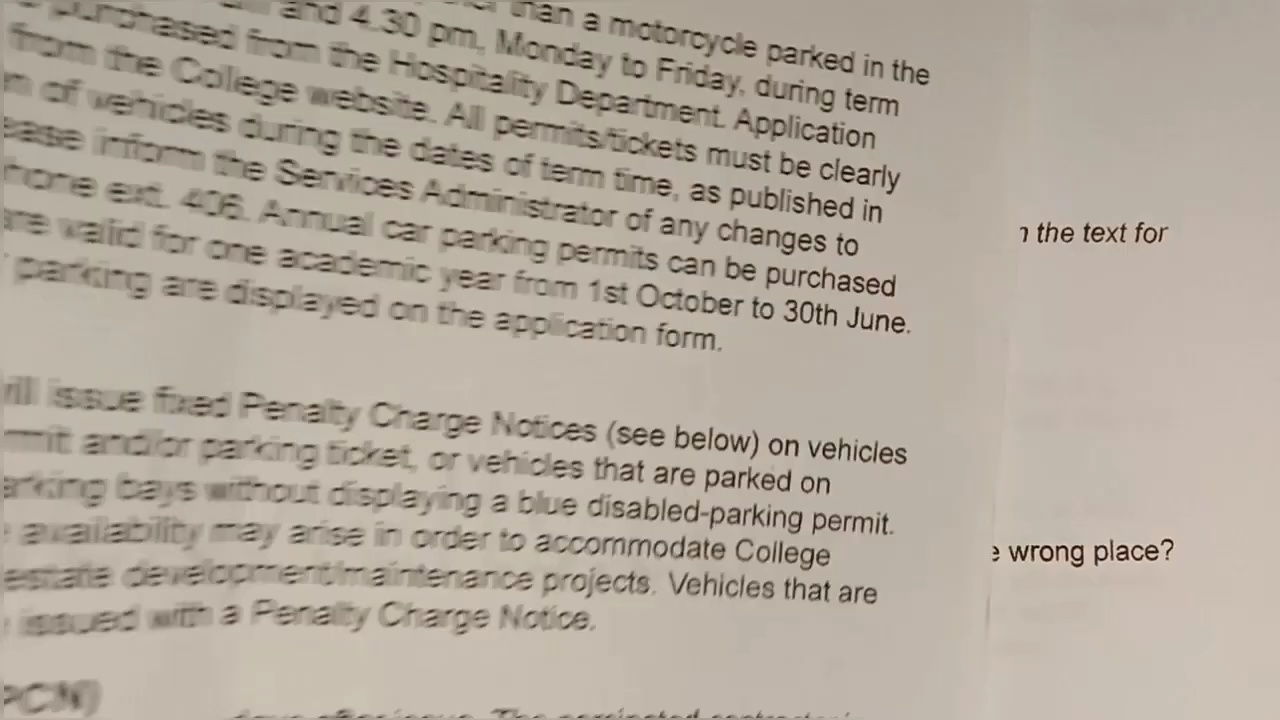 than a motorcycle parked in the
and 4.30 pm, Monday to Friday, during term
purchased from the Hospitality Department. Application
from the College website. All permits/tickets must be clearly
of vehicles during the dates of term time, as published in
inform the Services Administrator of any changes to
ext. 406. Annual car parking permits can be purchased
valid for one academic year from 1st October to 30th June.
parking are displayed on the application form.
issue fixed Penalty Charge Notices (see below) on vehicles
and/or parking ticket, or vehicles that are parked on
bays without displaying a blue disabled-parking permit.
availability may arise in order to accommodate College
estate development/maintenance projects. Vehicles that are
issued with a Penalty Charge Notice.
PCN)
the text for
wrong place?